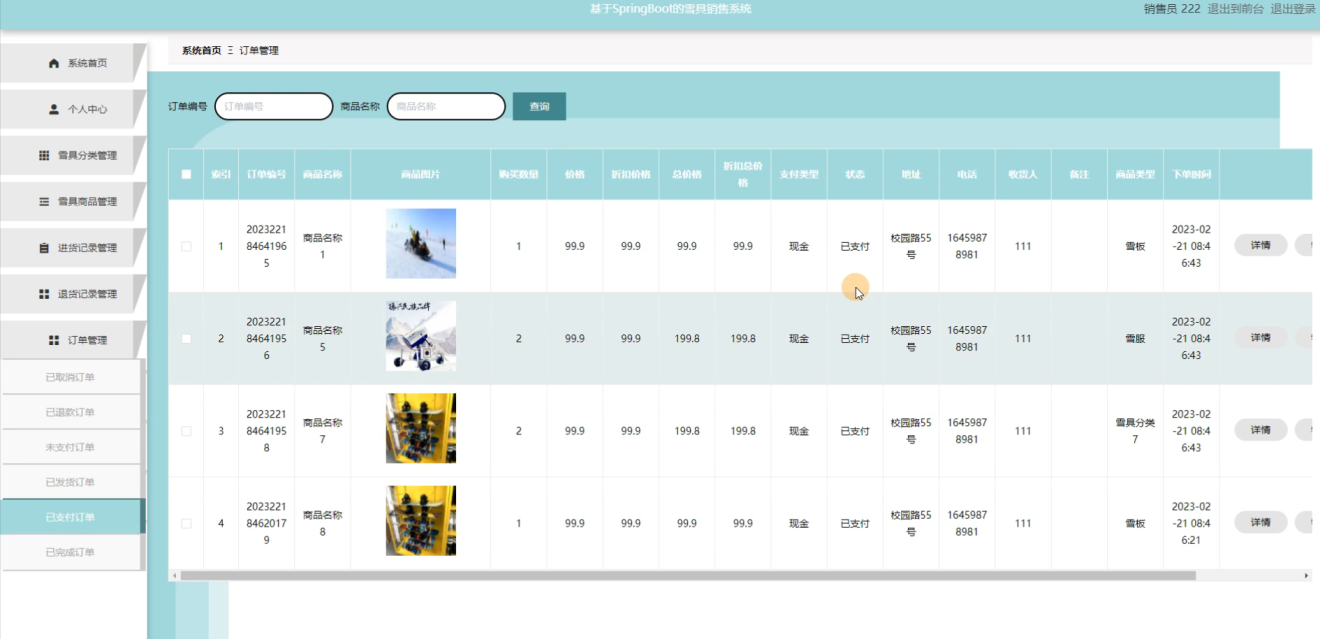 基于SpringBoot的雪具销售系统
销售员 222 退出到前台 退出登录
系统首页
个人中心
雪具分类管理
雪具商品管理
进货记录管理
退货记录管理
订单管理
已取消订单
已退款订单
未支付订单
已发货订单
已支付订单
已完成订单
系统首页 Ξ 订单管理
订单编号 订单编号 商品名称 商品名称 查询
索引 订单编号 商品名称 商品图片 购买数量 价格 折扣价格 总价格 折扣总价格 支付类型 状态 地址 电话 收货人 备注 商品类型 下单时间
1 202322184641965 商品名称1 1 99.9 99.9 99.9 99.9 现金 已支付 校园路55号 16459878981 111 雪板 2023-02-21 08:46:43 详情
2 202322184641956 商品名称5 2 99.9 99.9 199.8 199.8 现金 已支付 校园路55号 16459878981 111 雪服 2023-02-21 08:46:43 详情
3 202322184641958 商品名称7 2 99.9 99.9 199.8 199.8 现金 已支付 校园路55号 16459878981 111 雪具分类7 2023-02-21 08:46:43 详情
4 202322184620179 商品名称8 1 99.9 99.9 99.9 99.9 现金 已支付 校园路55号 16459878981 111 雪板 2023-02-21 08:46:21 详情